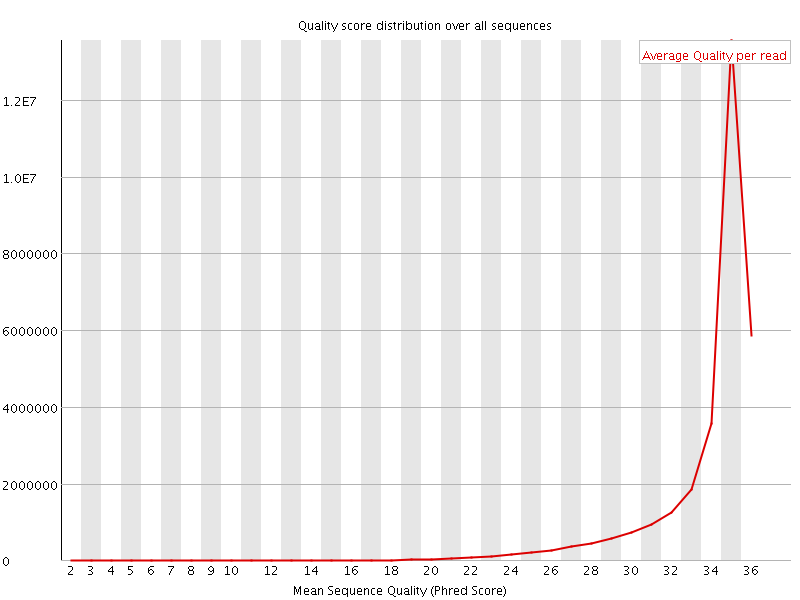 Quality score distribution over all sequences
Average Quality per read
1.2E7
1.0E7
8000000
6000000
4000000
2000000
0
2 3 4 5 6 7 8 9 10 12 14 16 18 20 22 24 26 28 30 32 34 36
Mean Sequence Quality (Phred Score)